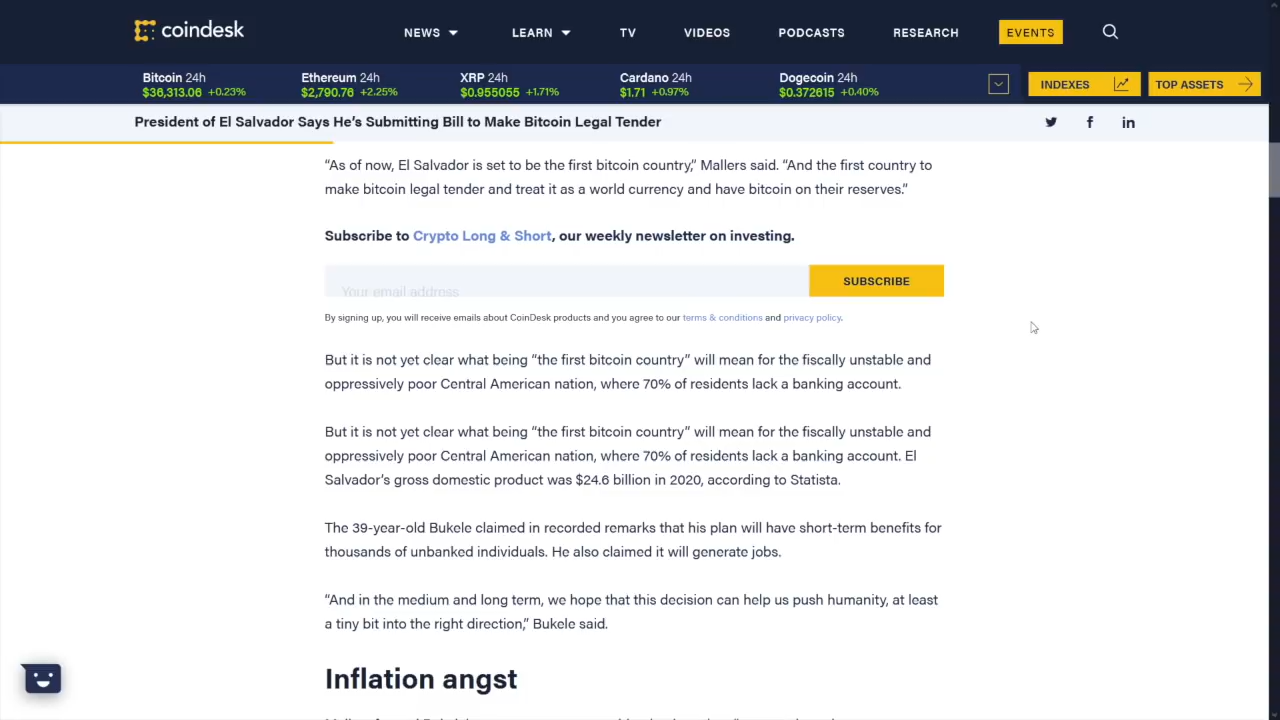 coindesk
NEWS LEARN TV VIDEOS PODCASTS RESEARCH EVENTS
Bitcoin 24h Ethereum 24h XRP 24h Cardano 24h Dogecoin 24h
$36,313.06 +0.23% $2,790.76 +2.25% $0.955055 +1.71% $1.71 +0.97% $0.372615 +0.40%
INDEXES TOP ASSETS
President of El Salvador Says He’s Submitting Bill to Make Bitcoin Legal Tender
“As of now, El Salvador is set to be the first bitcoin country,” Mallers said. “And the first country to
make bitcoin legal tender and treat it as a world currency and have bitcoin on their reserves.”
Subscribe to Crypto Long & Short, our weekly newsletter on investing.
Your email address
SUBSCRIBE
By signing up, you will receive emails about CoinDesk products and you agree to our terms & conditions and privacy policy.
But it is not yet clear what being “the first bitcoin country” will mean for the fiscally unstable and
oppressively poor Central American nation, where 70% of residents lack a banking account.
But it is not yet clear what being “the first bitcoin country” will mean for the fiscally unstable and
oppressively poor Central American nation, where 70% of residents lack a banking account. El
Salvador’s gross domestic product was $24.6 billion in 2020, according to Statista.
The 39-year-old Bukele claimed in recorded remarks that his plan will have short-term benefits for
thousands of unbanked individuals. He also claimed it will generate jobs.
“And in the medium and long term, we hope that this decision can help us push humanity, at least
a tiny bit into the right direction,” Bukele said.
Inflation angst